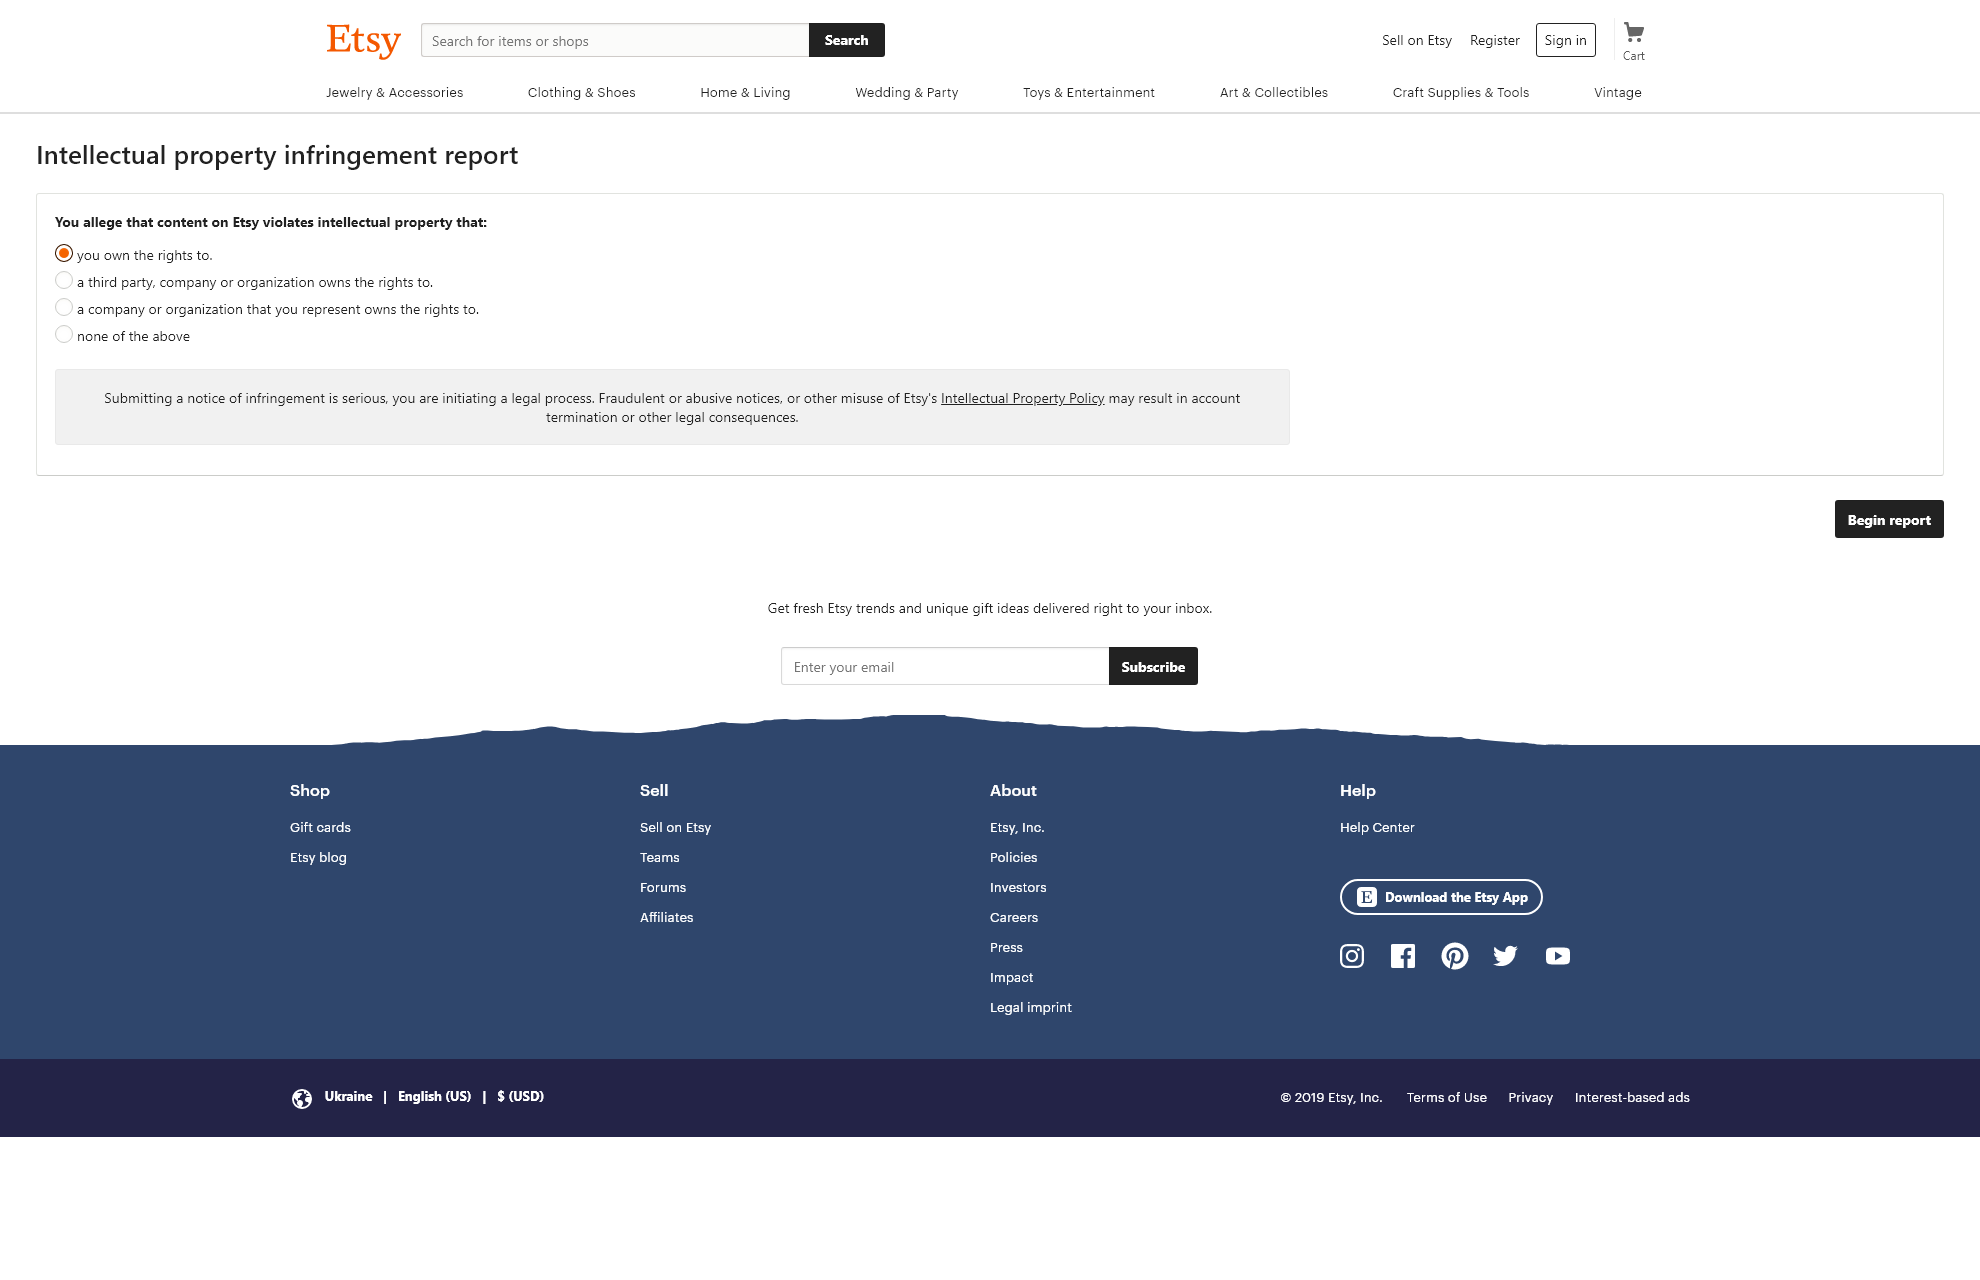 Etsy
Search for items or shops
Search
Sell on Etsy
Register
Sign in
Cart
Jewelry & Accessories
Clothing & Shoes
Home & Living
Wedding & Party
Toys & Entertainment
Art & Collectibles
Craft Supplies & Tools
Vintage
Intellectual property infringement report
You allege that content on Etsy violates intellectual property that:
you own the rights to.
a third party, company or organization owns the rights to.
a company or organization that you represent owns the rights to.
none of the above
Submitting a notice of infringement is serious, you are initiating a legal process. Fraudulent or abusive notices, or other misuse of Etsy's Intellectual Property Policy may result in account
termination or other legal consequences.
Begin report
Get fresh Etsy trends and unique gift ideas delivered right to your inbox.
Enter your email
Subscribe
Shop
Gift cards
Etsy blog
Sell
Sell on Etsy
Teams
Forums
Affiliates
About
Etsy, Inc.
Policies
Investors
Careers
Press
Impact
Legal imprint
Help
Help Center
E Download the Etsy App
Ukraine | English (US) | $ (USD)
© 2019 Etsy, Inc.
Terms of Use
Privacy
Interest-based ads